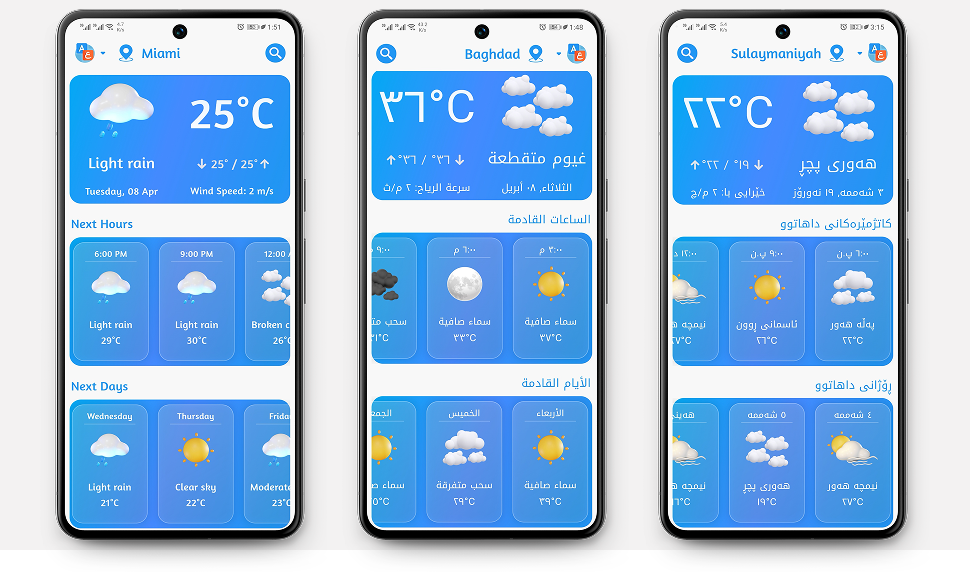 4.7 K/s 1:51
Miami
25°C
Light rain
↓ 25° / 25° ↑
Tuesday, 08 Apr
Wind Speed: 2 m/s
Next Hours
6:00 PM 9:00 PM 12:00
Light rain Light rain Broken
29°C 30°C 26°
Next Days
Wednesday Thursday Frida
Light rain Clear sky Moderate
21°C 22°C 23°
43.2 K/s 1:48
Baghdad
٣٦°C
غيوم متقطعة
↑ °٣٦ / °٣٦ ↓
الثلاثاء, ٠٨ أبريل
سرعة الرياح: ٢ م/ث
الساعات القادمة
٣:٠٠ م ٦:٠٠ م ٩:٠٠
سماء صافية سماء صافية سحب
٣٧°C ٣٣°C ٣١°C
الأيام القادمة
الأربعاء الخميس الجمع
سماء صافية سحب متفرقة سماء
٣٩°C ٢٩°C
5.4 K/s 3:15
Sulaymaniyah
٢٢°C
هەوری پچڕ
↑ °٢٢ / °١٩ ↓
٣ شەممە, ١٩ نەورۆز
خێرایی با: ٢ م/چ
کاتژمێرەکانی داهاتوو
٦:٠٠ پ.ن ٩:٠٠ پ.ن ١٢:٠٠
پەڵە هەور ئاسمانی ڕوون نیمچە هە
٢٢°C ٢٦°C ٢٧°C
ڕۆژانی داهاتوو
٤ شەممە ٥ شەممە هەینی
نیمچە هەور هەوری پچڕ نیمچە هە
٢٧°C ١٩°C